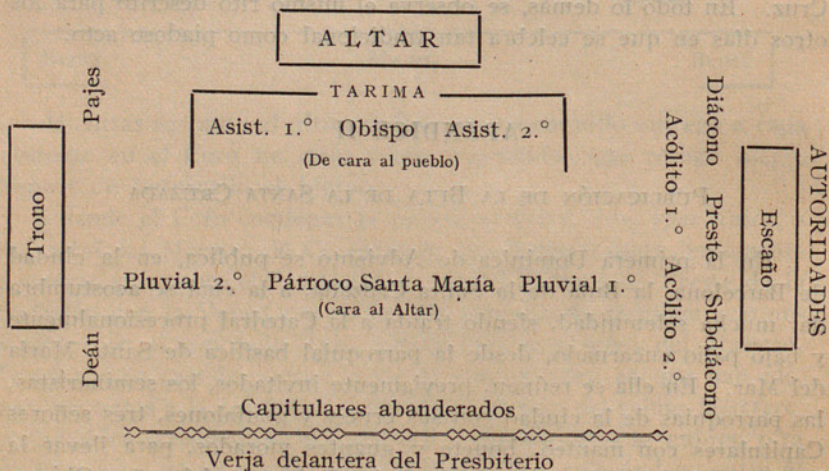 ALTAR
TARIMA
Asist. 1.º Obispo Asist. 2.º
(De cara al pueblo)
Pajes
Trono
Deán
Pluvial 2.º Párroco Santa María Pluvial 1.º
(Cara al Altar)
Acólito 1.º Acólito 2.º
Diácono Preste Subdiácono
Escaño
AUTORIDADES
Capitulares abanderados
Verja delantera del Presbiterio